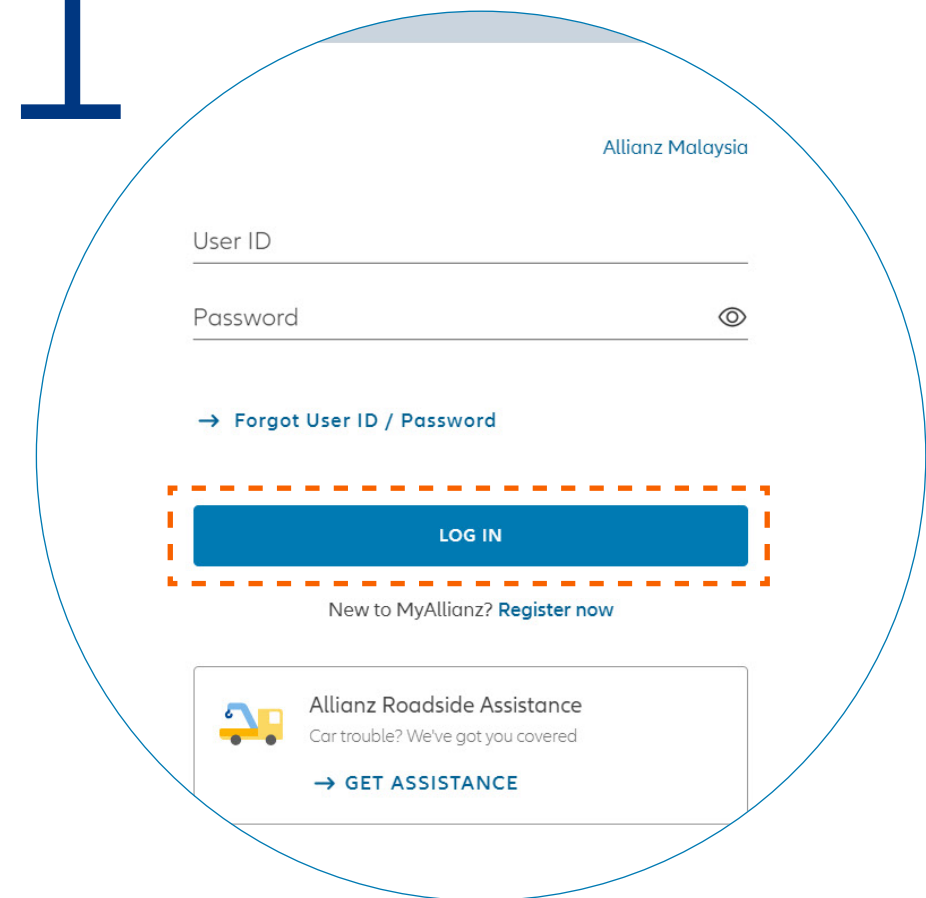 1
Allianz Malaysia
User ID
Password
→ Forgot User ID / Password
LOG IN
New to MyAllianz? Register now
Allianz Roadside Assistance
Car trouble? We've got you covered
→ GET ASSISTANCE